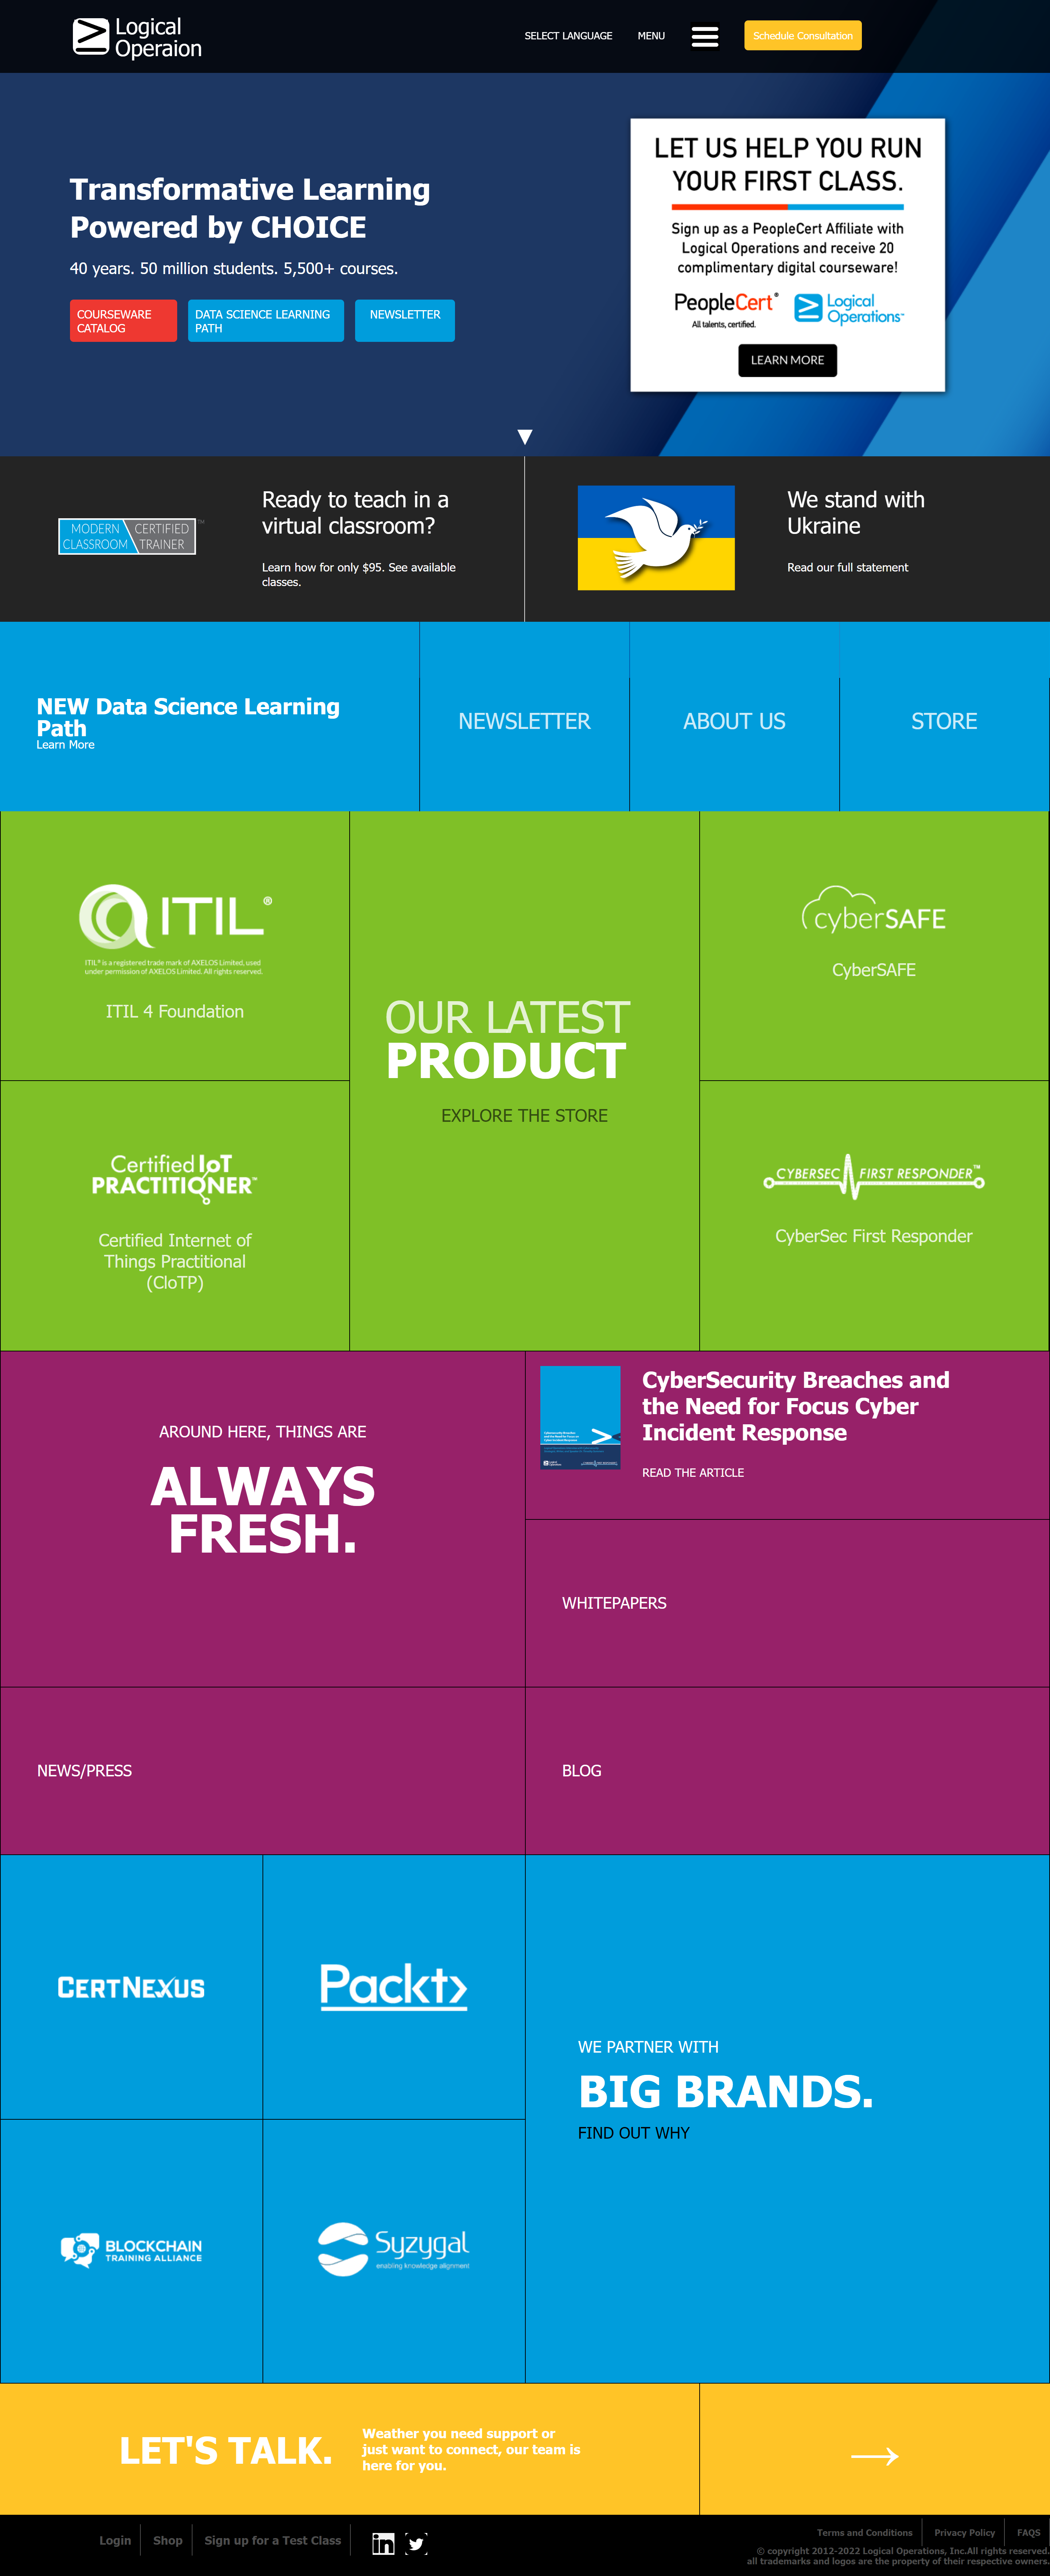 Logical
Operaion
SELECT LANGUAGE
MENU
Schedule Consultation
Transformative Learning
Powered by CHOICE
40 years. 50 million students. 5,500+ courses.
COURSEWARE
CATALOG
DATA SCIENCE LEARNING
PATH
NEWSLETTER
LET US HELP YOU RUN
YOUR FIRST CLASS.
Sign up as a PeopleCert Affiliate with
Logical Operations and receive 20
complimentary digital courseware!
PeopleCert®
All talents, certified.
Logical
Operations™
LEARN MORE
MODERN CERTIFIED ™
CLASSROOM TRAINER
Ready to teach in a
virtual classroom?
Learn how for only $95. See available
classes.
We stand with
Ukraine
Read our full statement
NEW Data Science Learning
Path
Learn More
NEWSLETTER
ABOUT US
STORE
ITIL®
ITIL® is a registered trade mark of AXELOS Limited, used
under permission of AXELOS Limited. All rights reserved.
ITIL 4 Foundation
OUR LATEST
PRODUCT
EXPLORE THE STORE
cyberSAFE
CyberSAFE
Certified IoT
PRACTITIONER™
Certified Internet of
Things Practitional
(CloTP)
CYBERSEC FIRST RESPONDER™
CyberSec First Responder
AROUND HERE, THINGS ARE
ALWAYS
FRESH.
CyberSecurity Breaches and
the Need for Focus Cyber
Incident Response
READ THE ARTICLE
WHITEPAPERS
NEWS/PRESS
BLOG
CERTNEXUS
Packt
WE PARTNER WITH
BIG BRANDS.
FIND OUT WHY
BLOCKCHAIN
TRAINING ALLIANCE
Syzygal
enabling knowledge alignment
LET'S TALK.
Weather you need support or
just want to connect, our team is
here for you.
Login
Shop
Sign up for a Test Class
in
Terms and Conditions
Privacy Policy
FAQS
© copyright 2012-2022 Logical Operations, Inc.All rights reserved.
all trademarks and logos are the property of their respective owners.